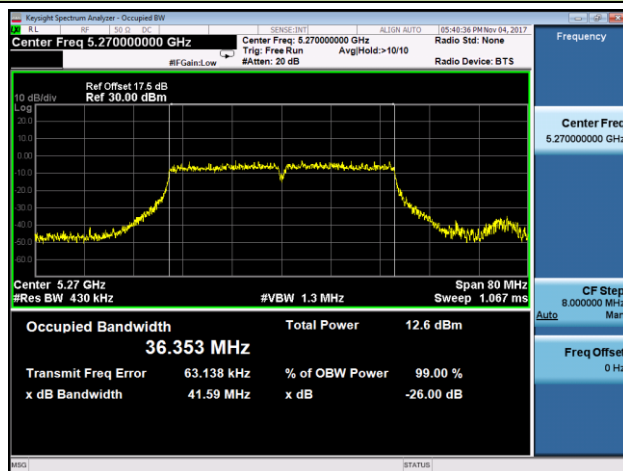 Keysight Spectrum Analyzer - Occupied BW
RL RF 50 Ω DC SENSE:INT ALIGN AUTO 05:40:36 PM Nov 04, 2017
Center Freq 5.270000000 GHz
Center Freq: 5.270000000 GHz
Radio Std: None
Trig: Free Run Avg|Hold:>10/10
#IFGain:Low #Atten: 20 dB Radio Device: BTS
Frequency
Ref Offset 17.5 dB
10 dB/div Ref 30.00 dBm
Log
20.0
10.0
0.00
-10.0
-20.0
-30.0
-40.0
-50.0
-60.0
Center Freq
5.270000000 GHz
Center 5.27 GHz Span 80 MHz
#Res BW 430 kHz #VBW 1.3 MHz Sweep 1.067 ms
CF Step
8.000000 MHz
Auto Man
Occupied Bandwidth Total Power 12.6 dBm
36.353 MHz
Transmit Freq Error 63.138 kHz % of OBW Power 99.00 %
x dB Bandwidth 41.59 MHz x dB -26.00 dB
Freq Offset
0 Hz
MSG STATUS